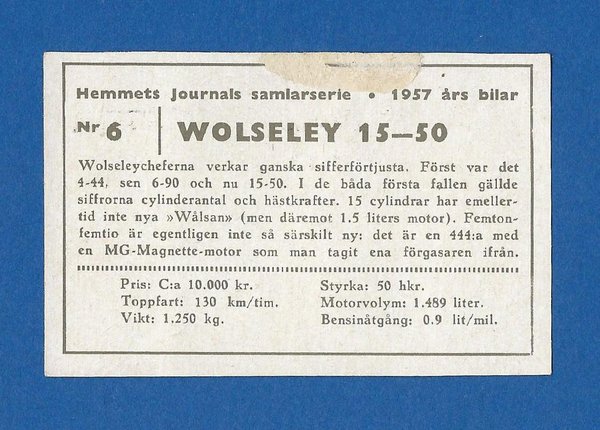 Hemmets Journals samlarserie • 1957 års bilar
Nr 6 WOLSELEY 15—50
Wolseleycheferna verkar ganska sifferförtjusta. Först var det
4-44, sen 6-90 och nu 15-50. I de båda första fallen gällde
siffrorna cylinderantal och hästkrafter. 15 cylindrar har emeller-
tid inte nya »Wålsan» (men däremot 1.5 liters motor). Femton-
femtio är egentligen inte så särskilt ny: det är en 444:a med
en MG-Magnette-motor som man tagit ena förgasaren ifrån.
Pris: C:a 10.000 kr.
Toppfart: 130 km/tim.
Vikt: 1.250 kg.
Styrka: 50 hkr.
Motorvolym: 1.489 liter.
Bensinåtgång: 0.9 lit/mil.